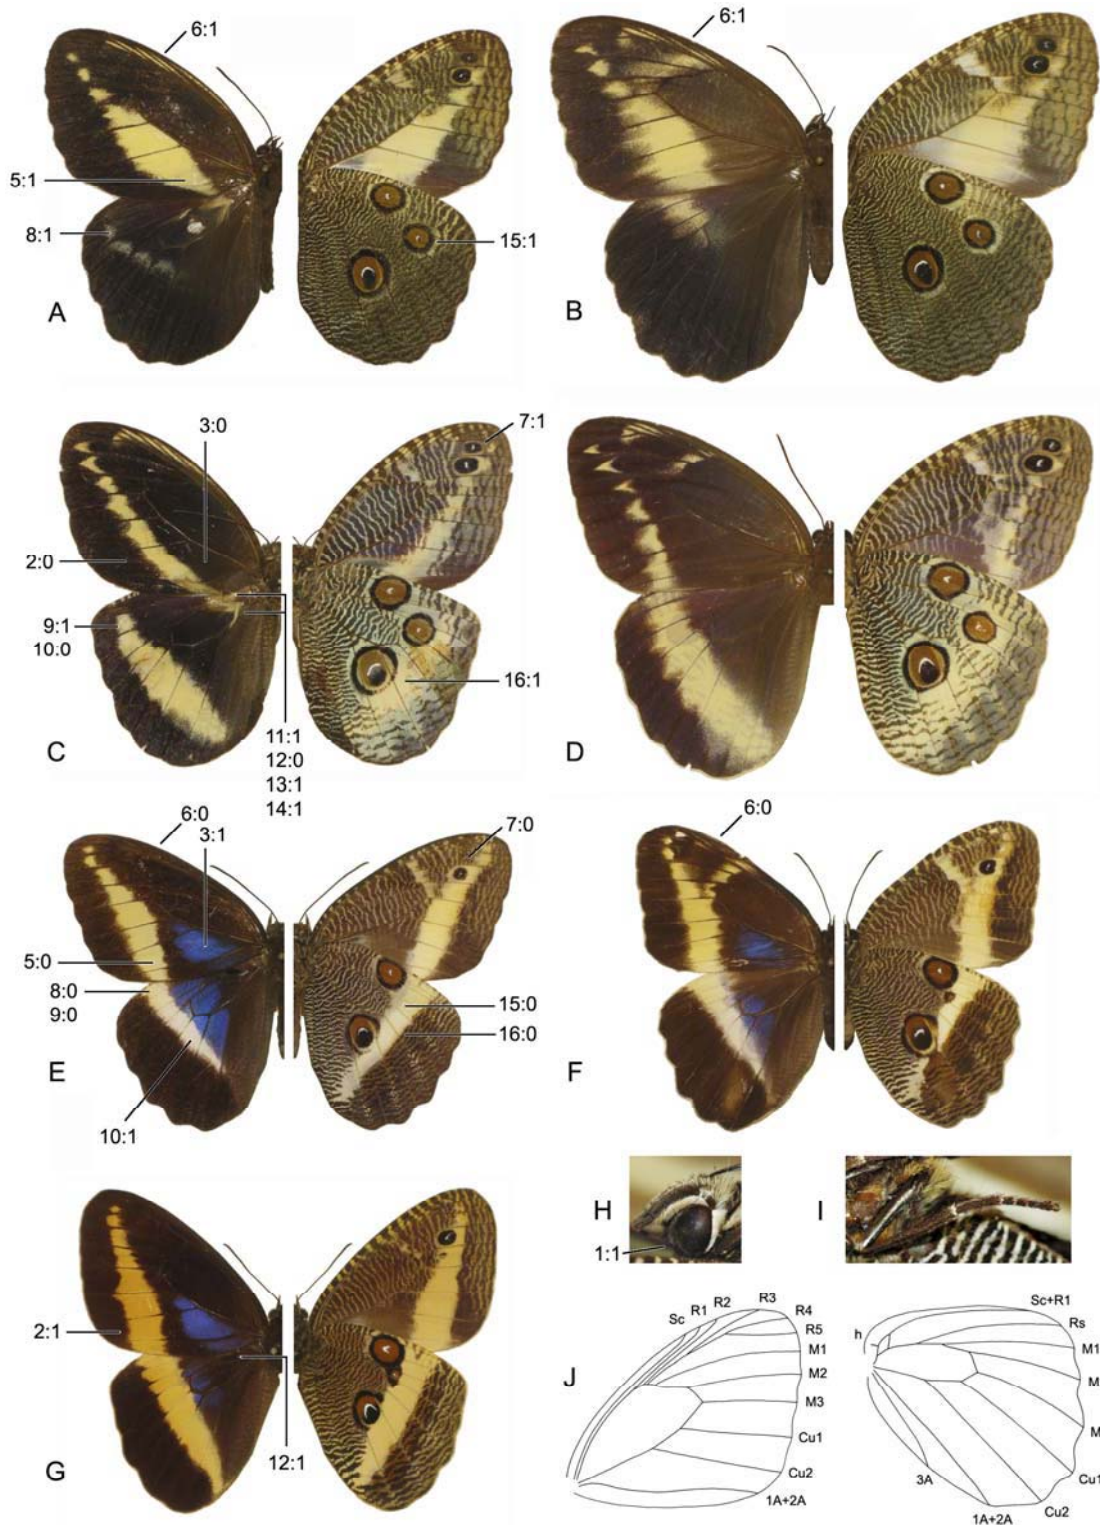 6:1
6:1
5:1
8:1
15:1
A
B
3:0
7:1
2:0
9:1
10:0
16:1
11:1
12:0
13:1
14:1
C
D
6:0
3:1
7:0
6:0
5:0
8:0
9:0
15:0
16:0
E
F
10:1
H
1:1
I
2:1
G
12:1
J
Sc
R1
R2
R3
R4
R5
M1
M2
M3
Cu1
Cu2
1A+2A
h
Sc+R1
Rs
M1
M
M
Cu1
Cu2
1A+2A
3A